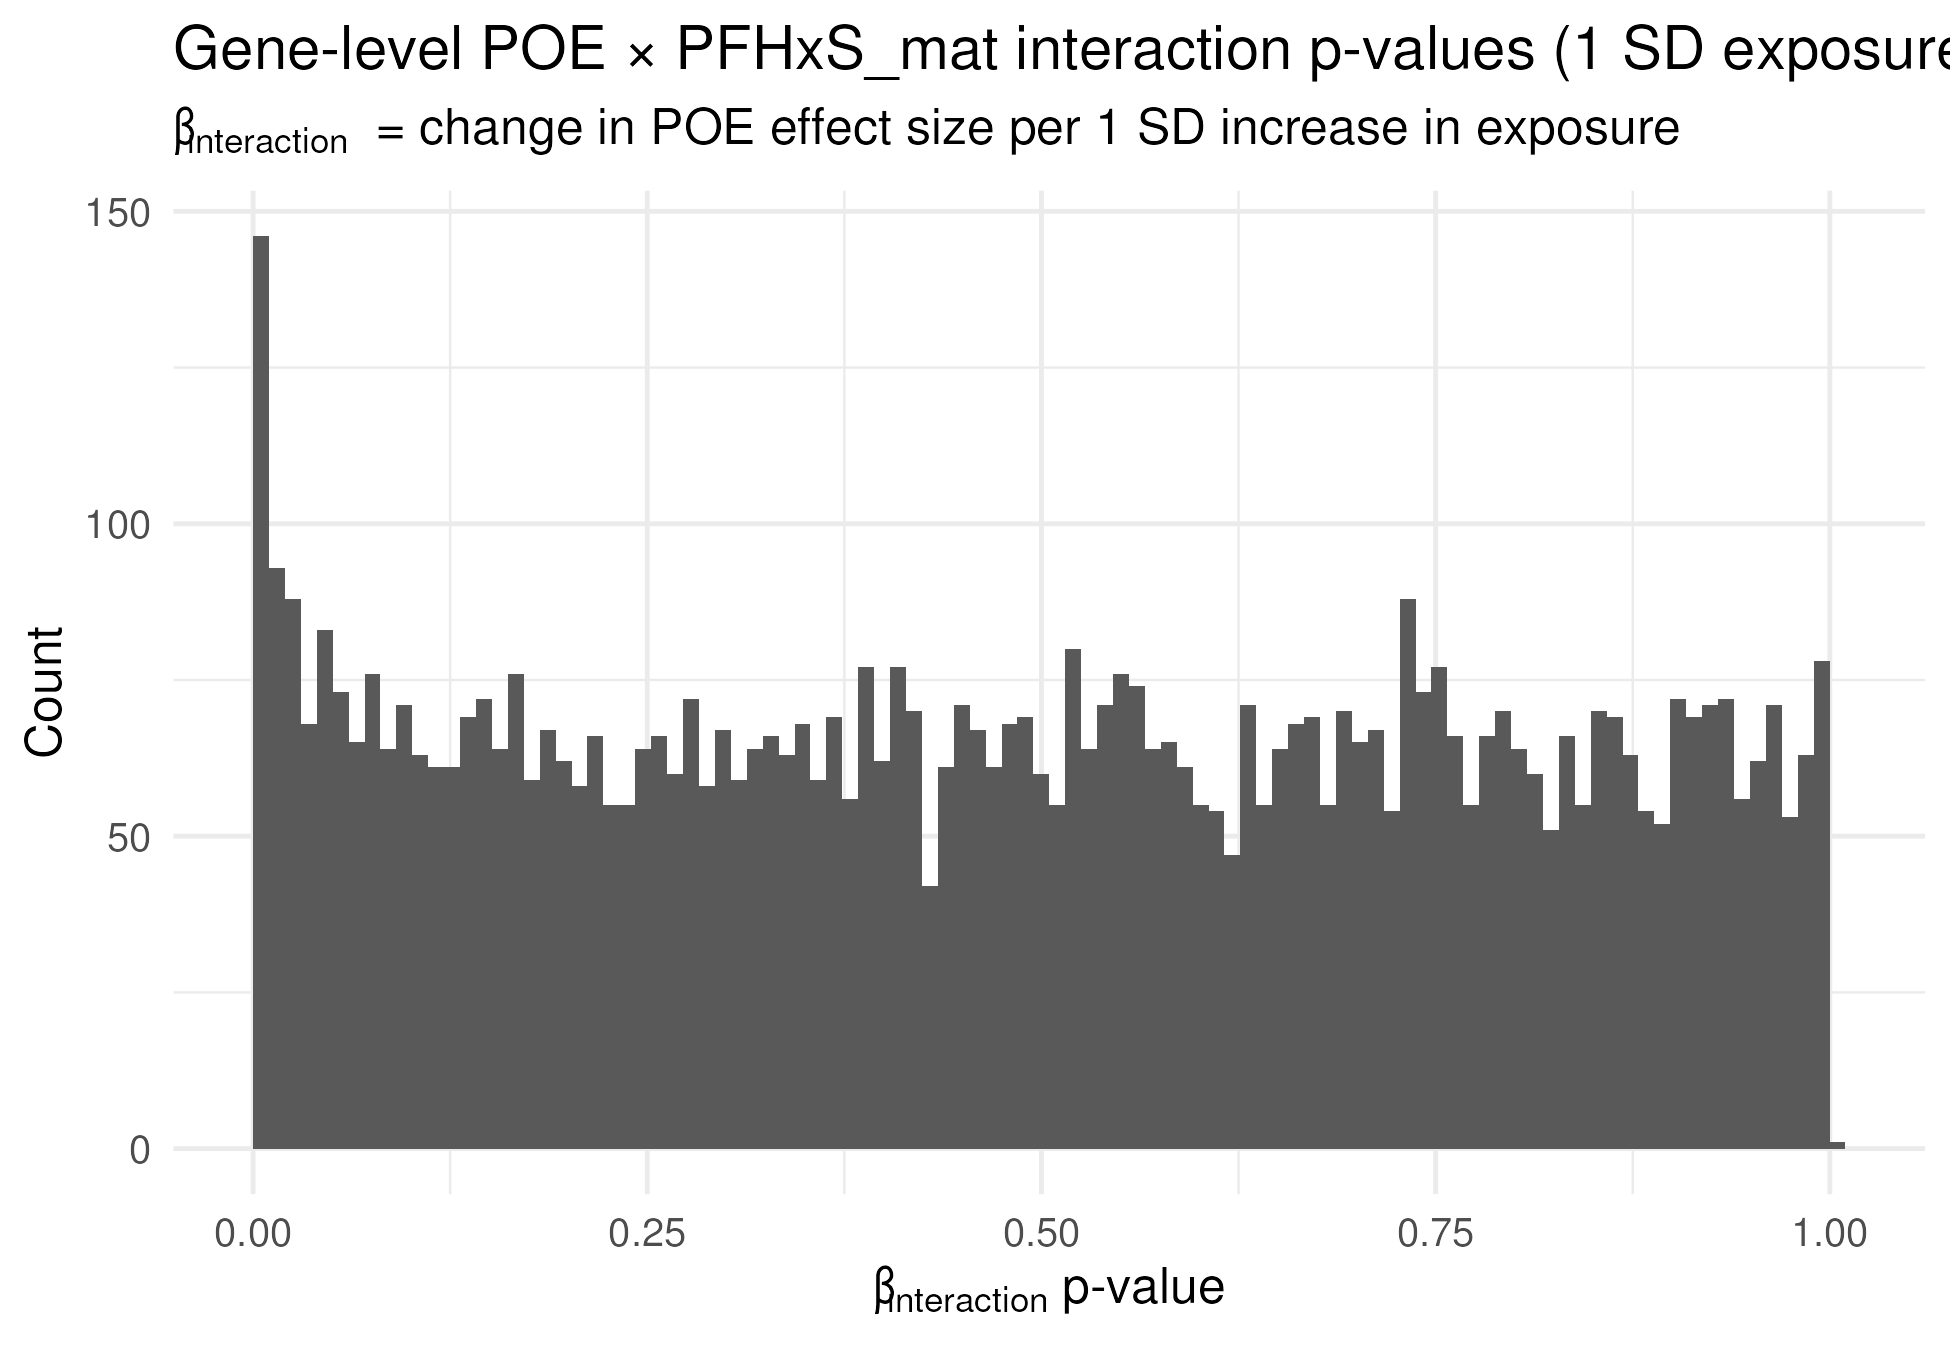 Gene-level POE × PFHxS_mat interaction p-values (1 SD exposure
βinteraction = change in POE effect size per 1 SD increase in exposure
150
100
50
0
Count
0.00 0.25 0.50 0.75 1.00
βinteraction p-value